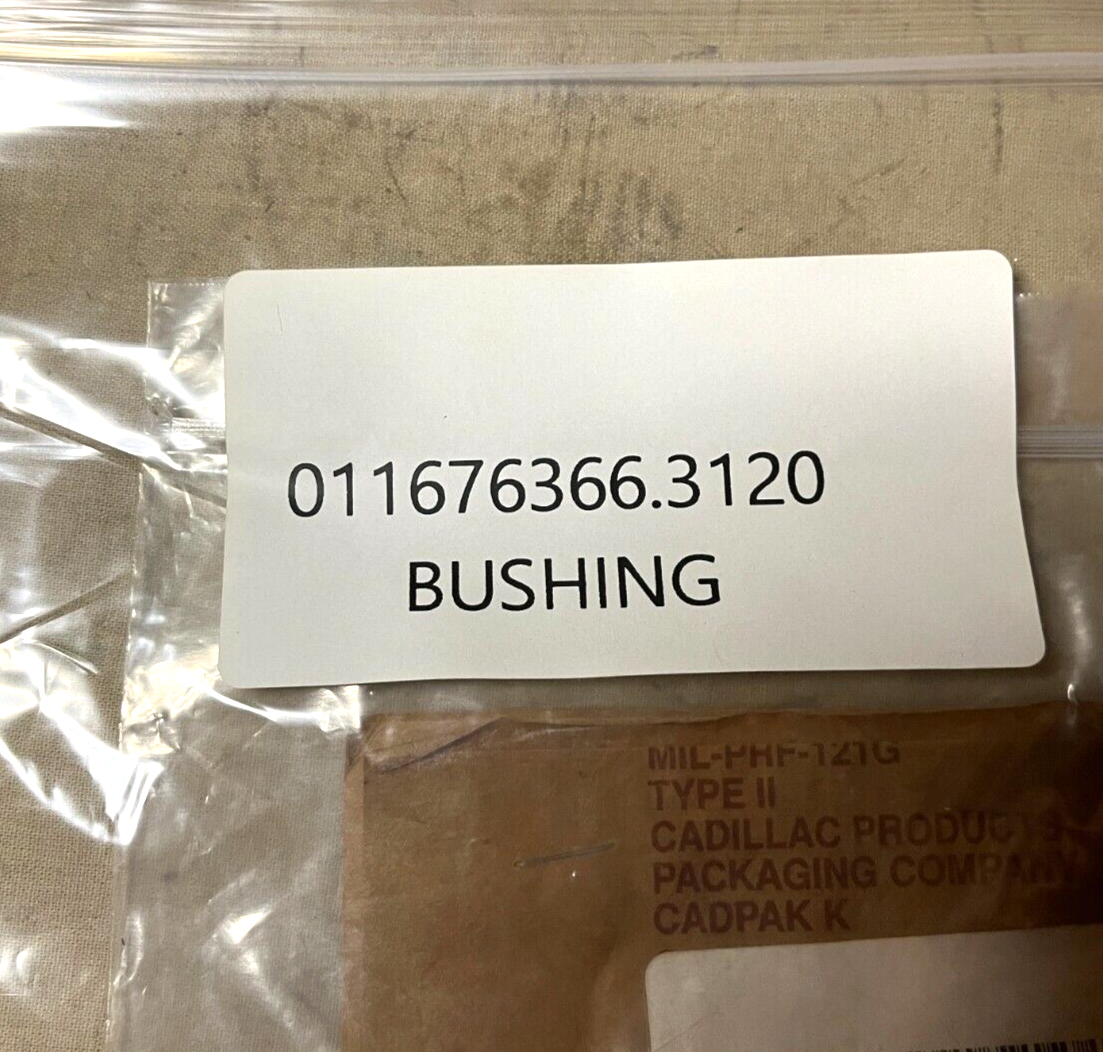 011676366.3120
BUSHING
MIL-PRF-121G
TYPE II
CADILLAC PRODUCTS
PACKAGING COMPANY
CADPAK K